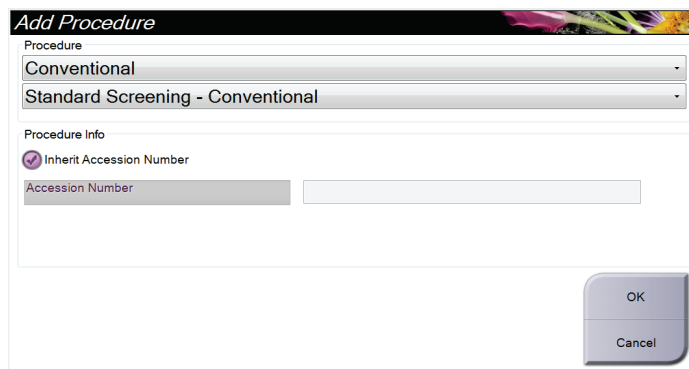 Add Procedure
Procedure
Conventional
Standard Screening - Conventional
Procedure Info
Inherit Accession Number
Accession Number
OK
Cancel